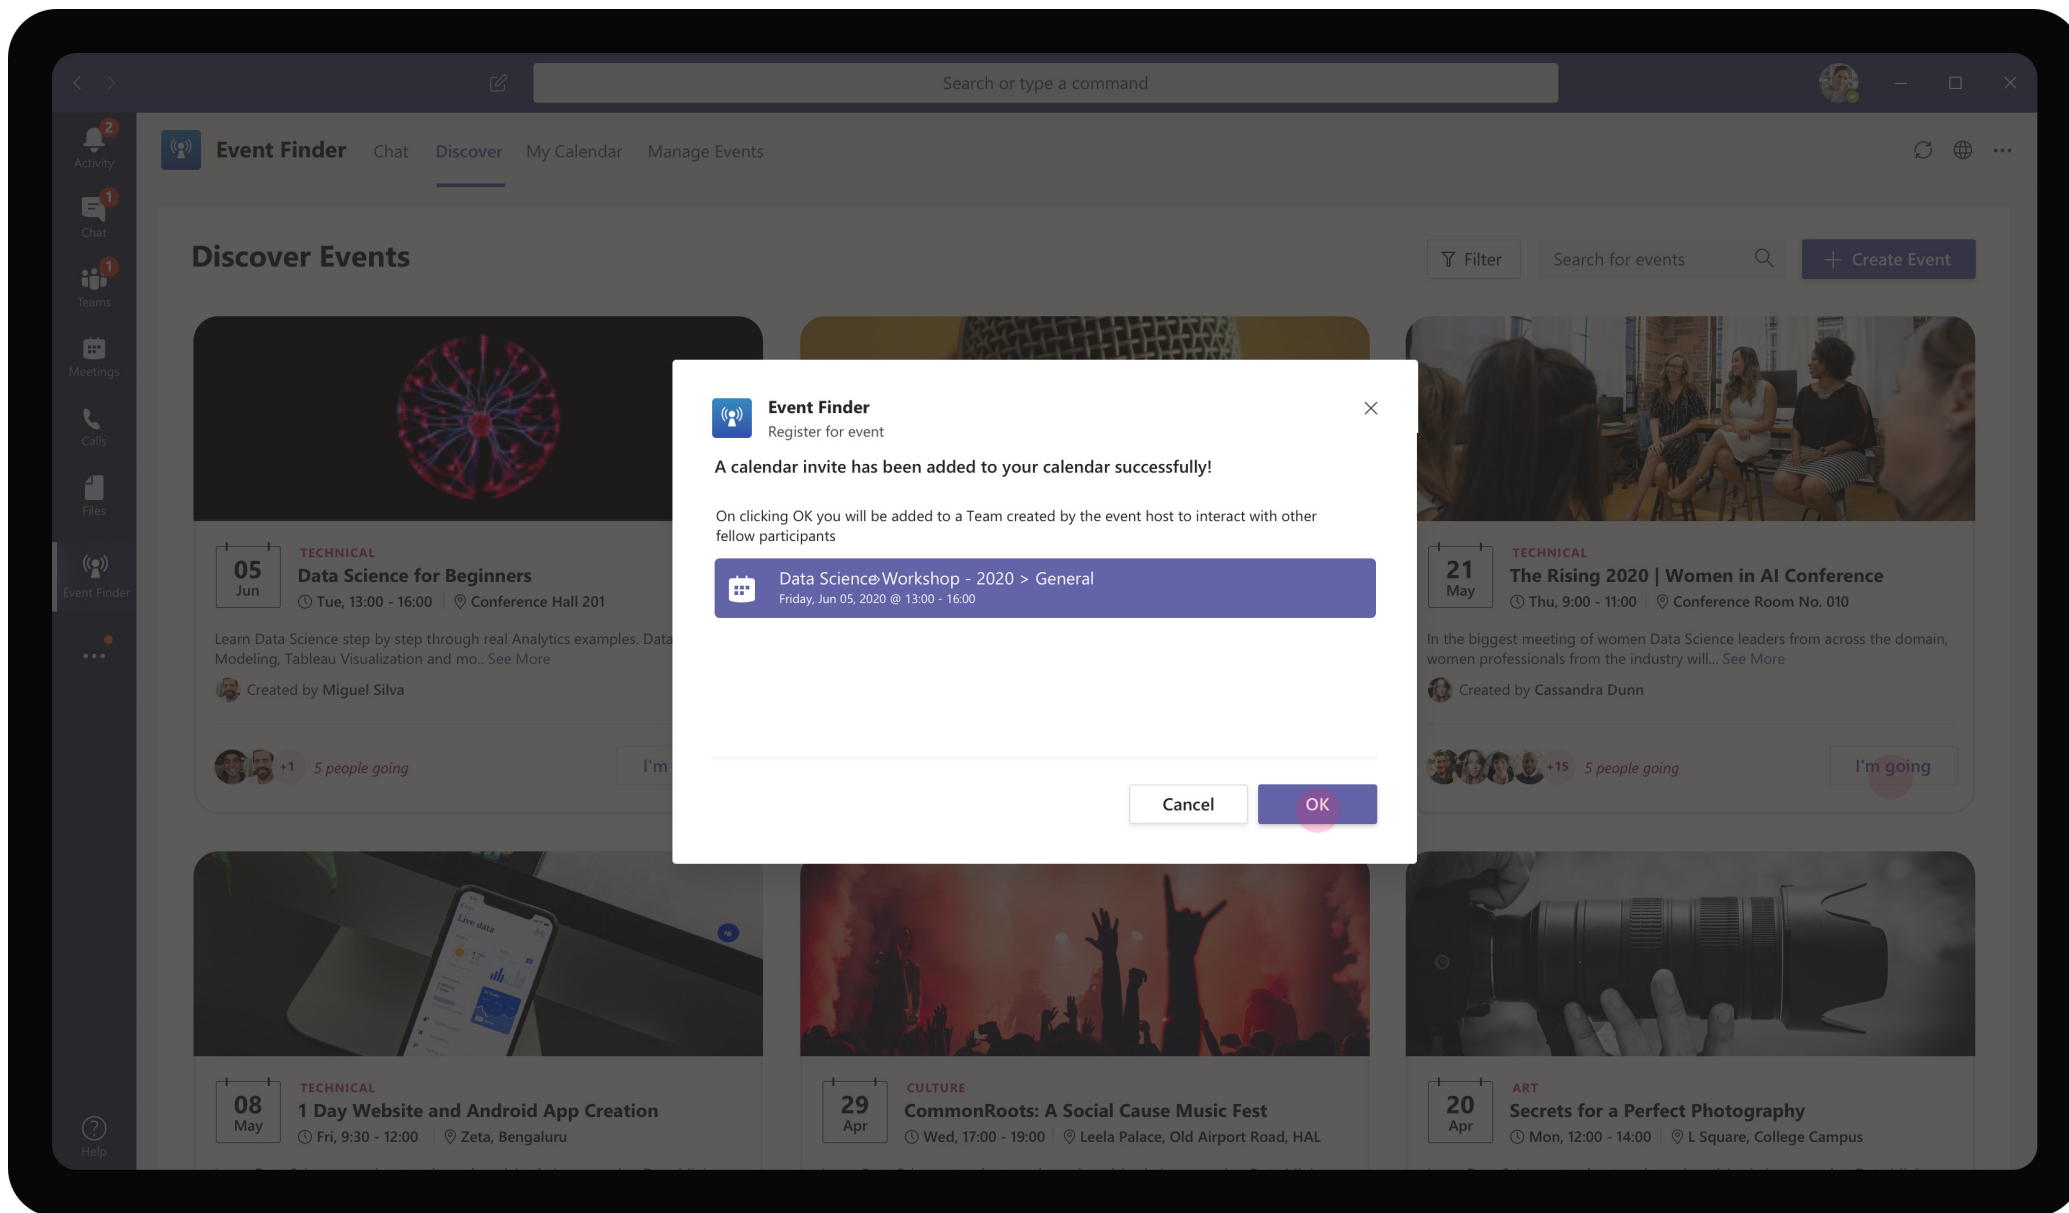 Search or type a command
2
Activity
1
Chat
1
Teams
Meetings
Calls
Files
Event Finder
Help
Event Finder Chat Discover My Calendar Manage Events
Discover Events
Filter
Search for events
+ Create Event
Event Finder
Register for event
A calendar invite has been added to your calendar successfully!
On clicking OK you will be added to a Team created by the event host to interact with other
fellow participants
Data Science Workshop - 2020 > General
Friday, Jun 05, 2020 @ 13:00 - 16:00
Cancel
OK
05
Jun
TECHNICAL
Data Science for Beginners
Tue, 13:00 - 16:00 Conference Hall 201
Learn Data Science step by step through real Analytics examples. Data
Modeling, Tableau Visualization and mo.. See More
Created by Miguel Silva
+1 5 people going
I'm
21
May
TECHNICAL
The Rising 2020 | Women in AI Conference
Thu, 9:00 - 11:00 Conference Room No. 010
In the biggest meeting of women Data Science leaders from across the domain,
women professionals from the industry will... See More
Created by Cassandra Dunn
+15 5 people going
I'm going
Live data
17°
08
May
TECHNICAL
1 Day Website and Android App Creation
Fri, 9:30 - 12:00 Zeta, Bengaluru
29
Apr
CULTURE
CommonRoots: A Social Cause Music Fest
Wed, 17:00 - 19:00 Leela Palace, Old Airport Road, HAL
20
Apr
ART
Secrets for a Perfect Photography
Mon, 12:00 - 14:00 L Square, College Campus